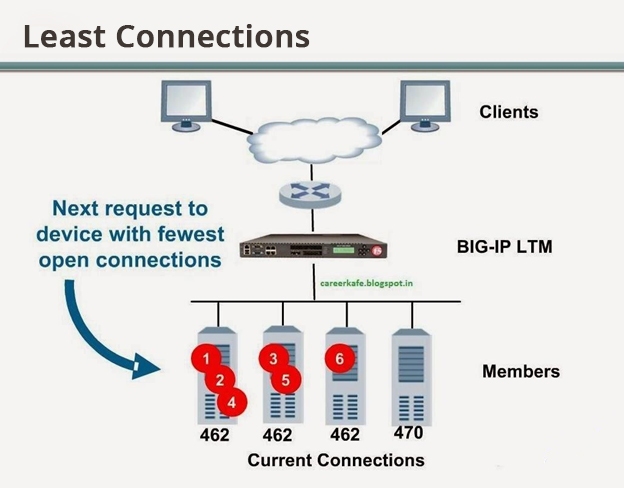 Least Connections
Clients
Next request to
device with fewest
open connections
BIG-IP LTM
careerkafe.blogspot.in
1
2
4
3
5
6
Members
462
462
462
470
Current Connections